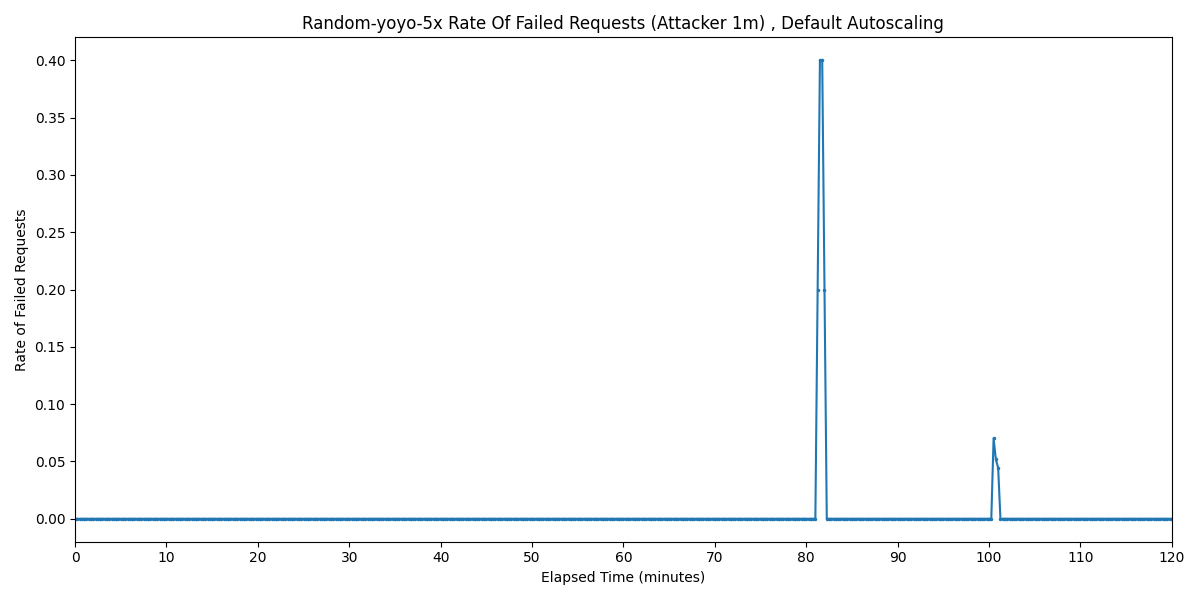 Random-yoyo-5x Rate Of Failed Requests (Attacker 1m) , Default Autoscaling
Rate of Failed Requests
0.40
0.35
0.30
0.25
0.20
0.15
0.10
0.05
0.00
0 10 20 30 40 50 60 70 80 90 100 110 120
Elapsed Time (minutes)